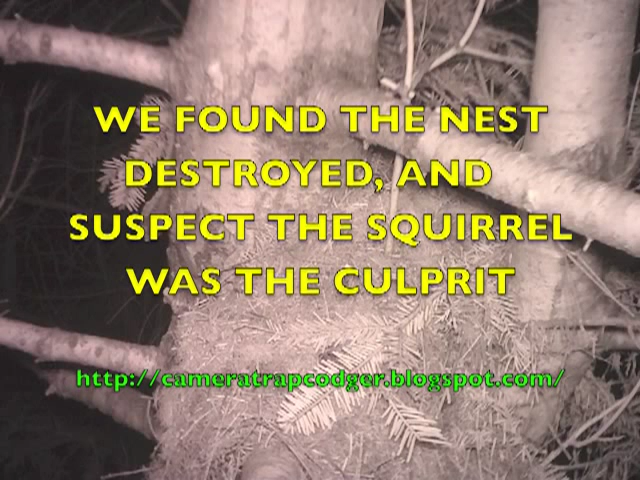 WE FOUND THE NEST
DESTROYED, AND
SUSPECT THE SQUIRREL
WAS THE CULPRIT
http://cameratrapcodger.blogspot.com/